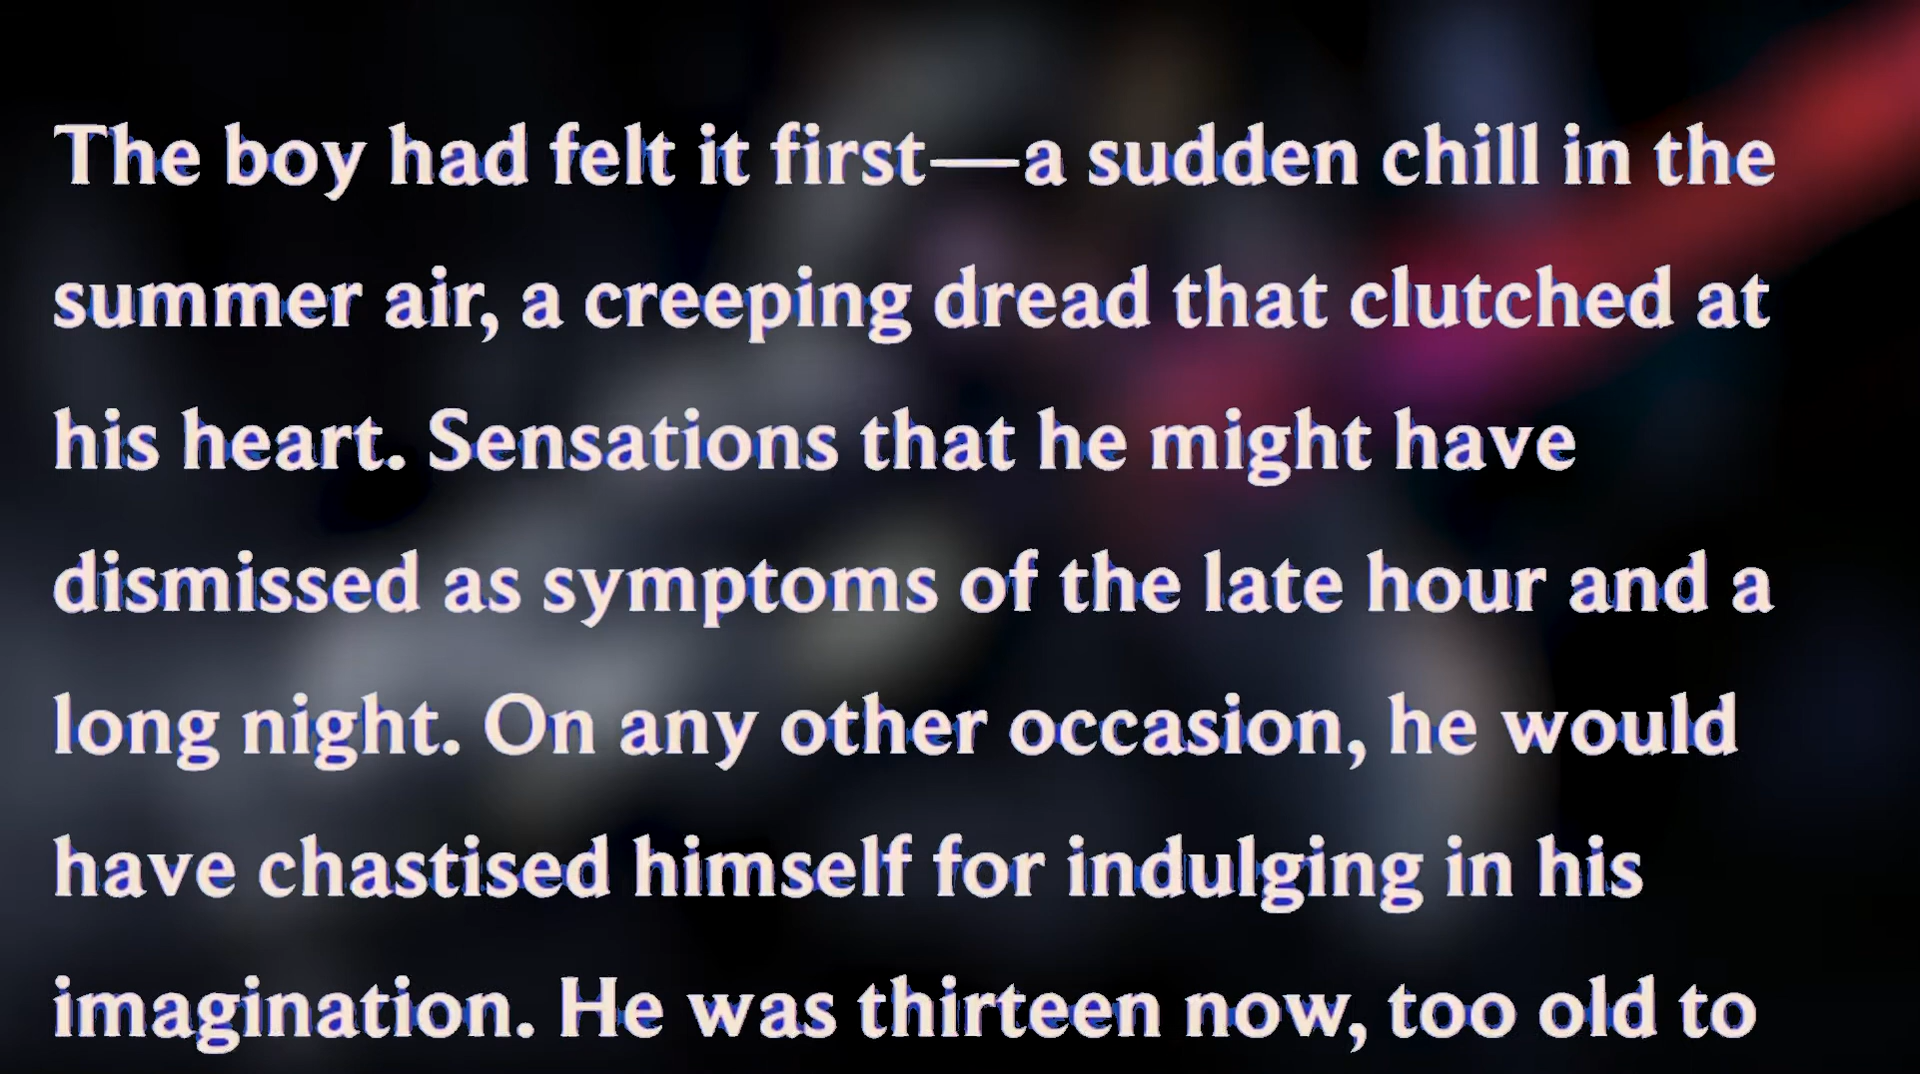 The boy had felt it first—a sudden chill in the
summer air, a creeping dread that clutched at
his heart. Sensations that he might have
dismissed as symptoms of the late hour and a
long night. On any other occasion, he would
have chastised himself for indulging in his
imagination. He was thirteen now, too old to